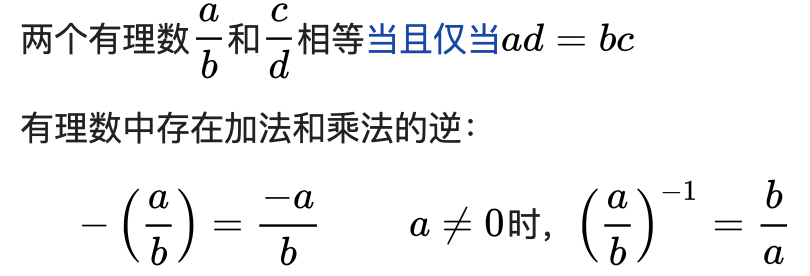 两个有理数 $\frac{a}{b}$ 和 $\frac{c}{d}$ 相等当且仅当 $ad = bc$
有理数中存在加法和乘法的逆：
$-\left(\frac{a}{b}\right) = \frac{-a}{b}$ $a \neq 0$时，$\left(\frac{a}{b}\right)^{-1} = \frac{b}{a}$